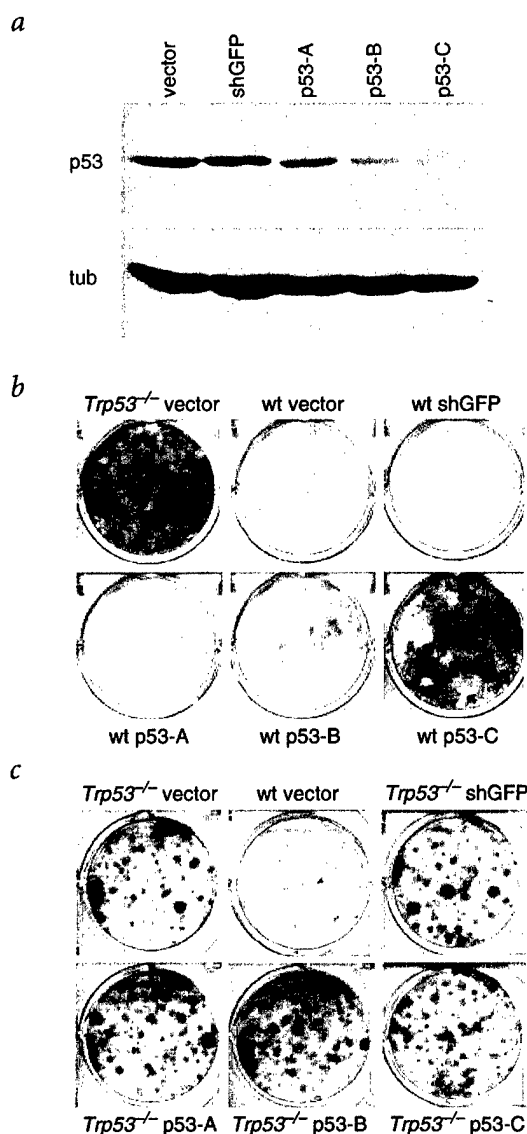 a
vector shGFP p53-A p53-B p53-C
p53
tub
b
Trp53–/– vector wt vector wt shGFP
wt p53-A wt p53-B wt p53-C
c
Trp53–/– vector wt vector Trp53–/– shGFP
Trp53–/– p53-A Trp53–/– p53-B Trp53–/– p53-C